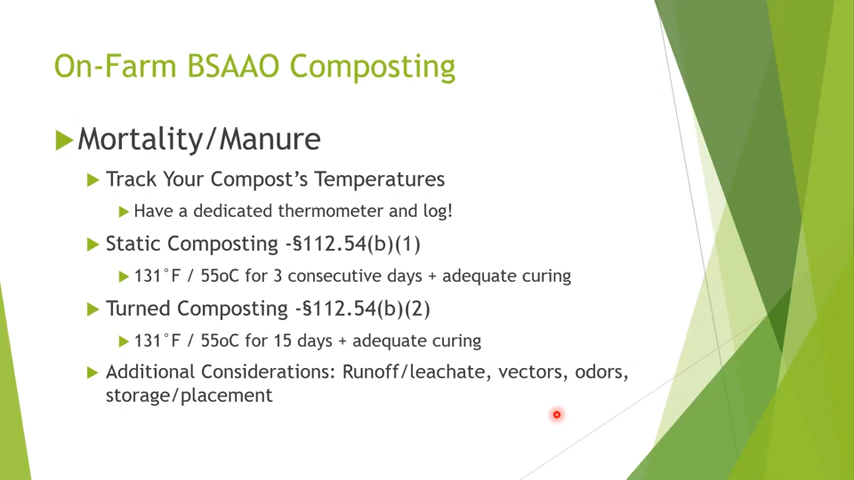 On-Farm BSAAO Composting
Mortality/Manure
Track Your Compost’s Temperatures
Have a dedicated thermometer and log!
Static Composting -§112.54(b)(1)
131°F / 55oC for 3 consecutive days + adequate curing
Turned Composting -§112.54(b)(2)
131°F / 55oC for 15 days + adequate curing
Additional Considerations: Runoff/leachate, vectors, odors,
storage/placement